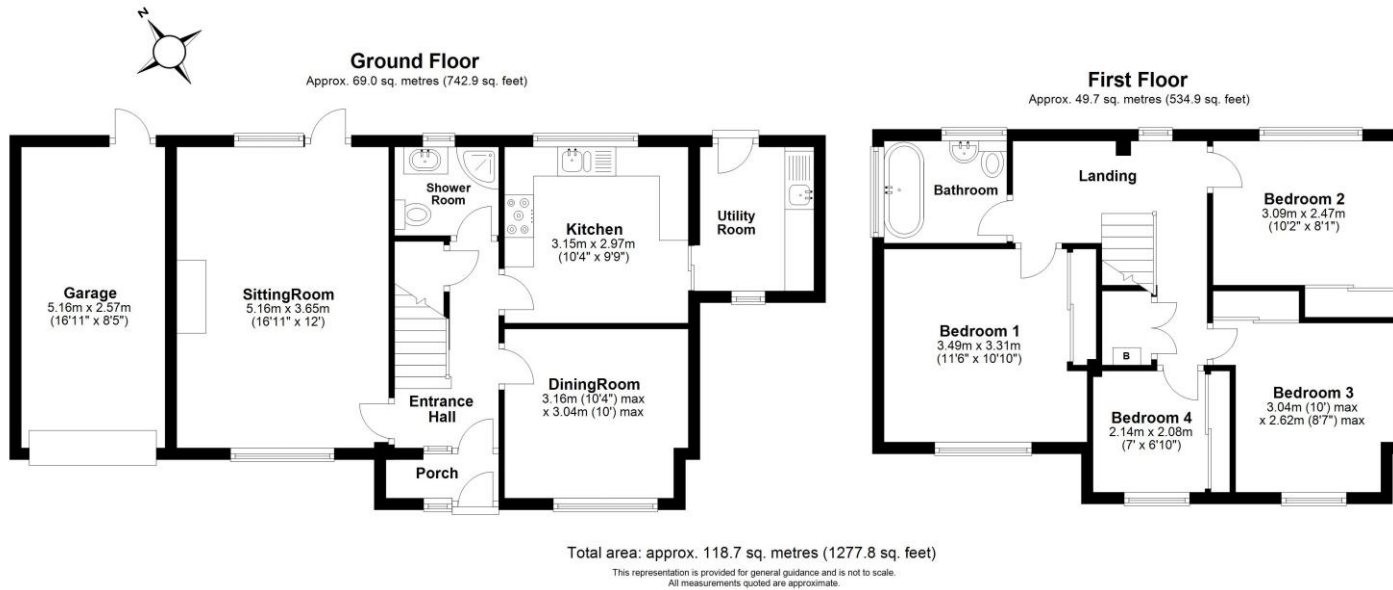 N
Ground Floor
Approx. 69.0 sq. metres (742.9 sq. feet)
Garage
5.16m x 2.57m
(16'11" x 8'5")
SittingRoom
5.16m x 3.65m
(16'11" x 12')
Shower
Room
Kitchen
3.15m x 2.97m
(10'4" x 9'9")
Utility
Room
DiningRoom
3.16m (10'4") max
x 3.04m (10') max
Entrance
Hall
Porch
First Floor
Approx. 49.7 sq. metres (534.9 sq. feet)
Bathroom
Landing
Bedroom 2
3.09m x 2.47m
(10'2" x 8'1")
Bedroom 1
3.49m x 3.31m
(11'6" x 10'10")
B
Bedroom 4
2.14m x 2.08m
(7' x 6'10")
Bedroom 3
3.04m (10') max
x 2.62m (8'7") max
Total area: approx. 118.7 sq. metres (1277.8 sq. feet)
This representation is provided for general guidance and is not to scale.
All measurements quoted are approximate.